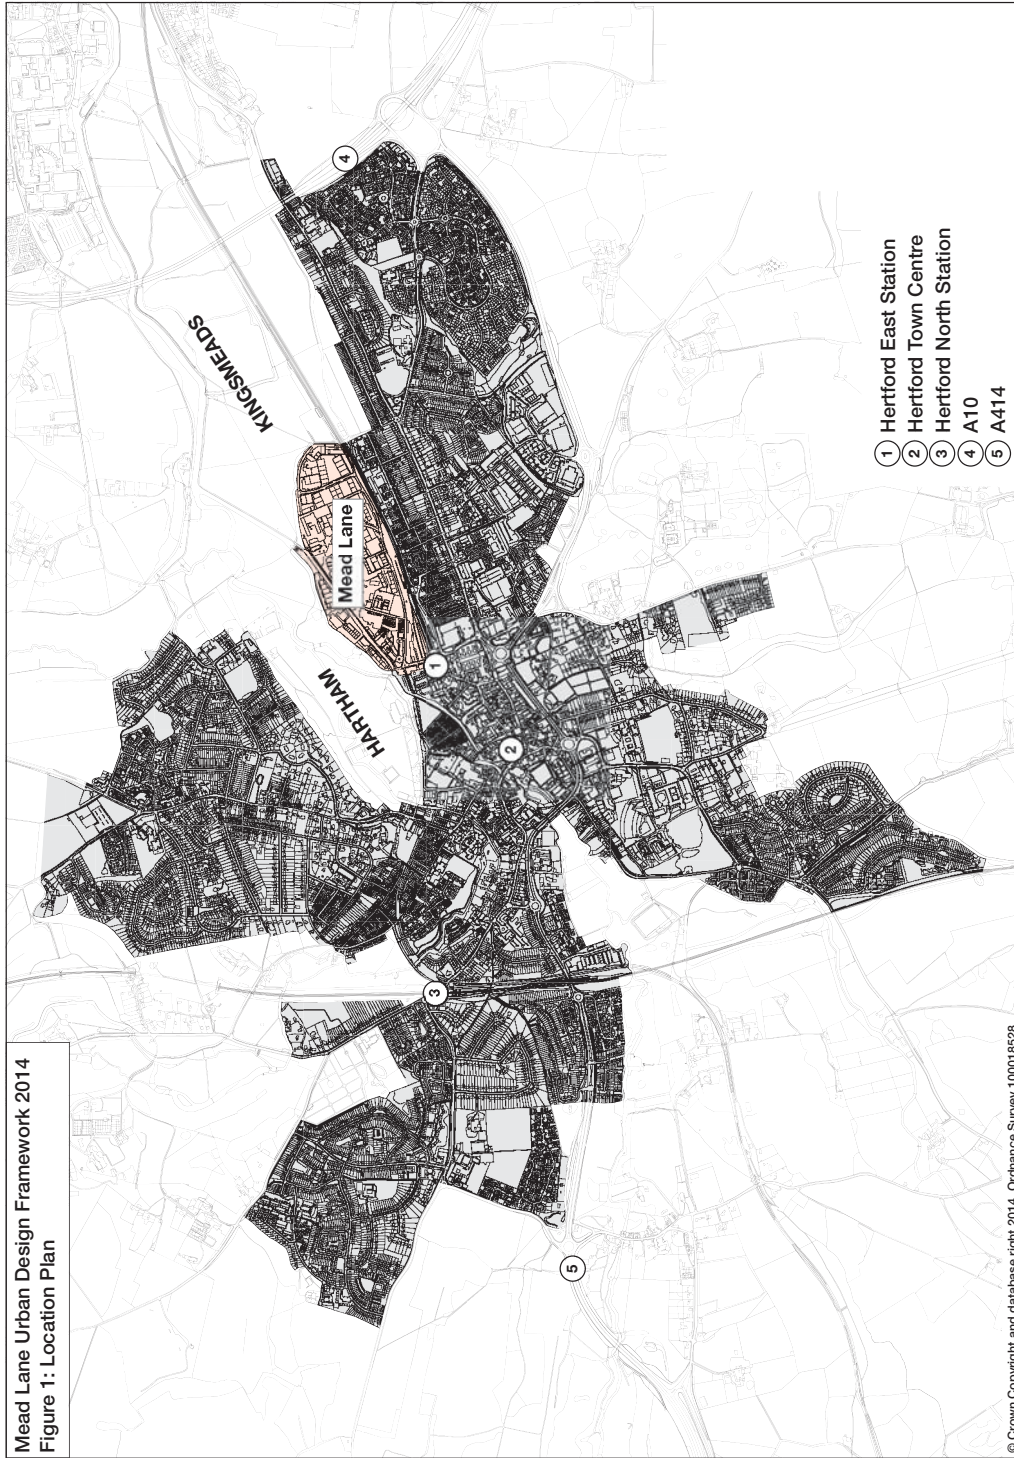 Mead Lane Urban Design Framework 2014
Figure 1: Location Plan
KINGSMEADS
Mead Lane
HARTHAM
1
2
3
4
5
1 Hertford East Station
2 Hertford Town Centre
3 Hertford North Station
4 A10
5 A414
© Crown Copyright and database right 2014. Ordnance Survey 100018528